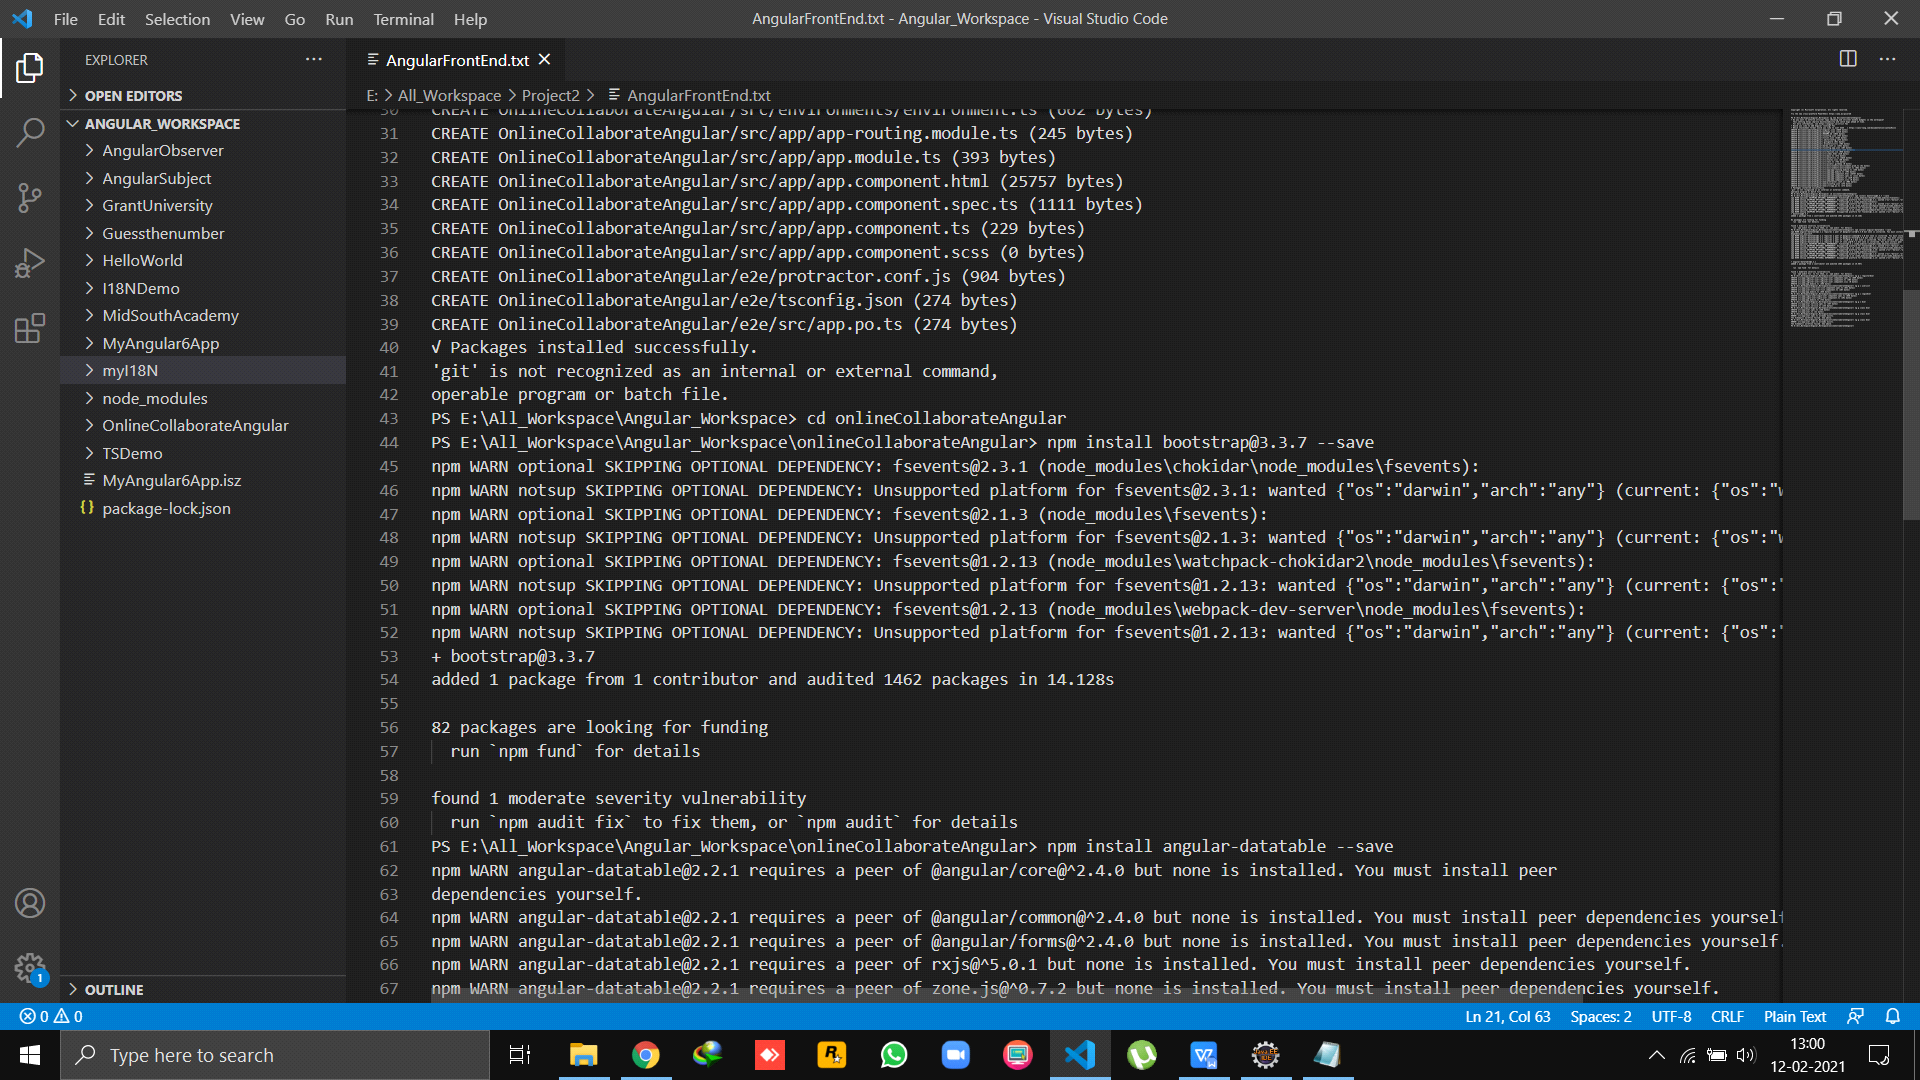 File Edit Selection View Go Run Terminal Help
AngularFrontEnd.txt - Angular_Workspace - Visual Studio Code
EXPLORER
OPEN EDITORS
ANGULAR_WORKSPACE
AngularObserver
AngularSubject
GrantUniversity
Guessthenumber
HelloWorld
I18NDemo
MidSouthAcademy
MyAngular6App
myI18N
node_modules
OnlineCollaborateAngular
TSDemo
MyAngular6App.isz
{} package-lock.json
OUTLINE
AngularFrontEnd.txt
E: > All_Workspace > Project2 > AngularFrontEnd.txt
30 CREATE OnlineCollaborateAngular/src/environments/environment.ts (662 bytes)
31 CREATE OnlineCollaborateAngular/src/app/app-routing.module.ts (245 bytes)
32 CREATE OnlineCollaborateAngular/src/app/app.module.ts (393 bytes)
33 CREATE OnlineCollaborateAngular/src/app/app.component.html (25757 bytes)
34 CREATE OnlineCollaborateAngular/src/app/app.component.spec.ts (1111 bytes)
35 CREATE OnlineCollaborateAngular/src/app/app.component.ts (229 bytes)
36 CREATE OnlineCollaborateAngular/src/app/app.component.scss (0 bytes)
37 CREATE OnlineCollaborateAngular/e2e/protractor.conf.js (904 bytes)
38 CREATE OnlineCollaborateAngular/e2e/tsconfig.json (274 bytes)
39 CREATE OnlineCollaborateAngular/e2e/src/app.po.ts (274 bytes)
40 √ Packages installed successfully.
41 'git' is not recognized as an internal or external command,
42 operable program or batch file.
43 PS E:\All_Workspace\Angular_Workspace> cd onlineCollaborateAngular
44 PS E:\All_Workspace\Angular_Workspace\onlineCollaborateAngular> npm install bootstrap@3.3.7 --save
45 npm WARN optional SKIPPING OPTIONAL DEPENDENCY: fsevents@2.3.1 (node_modules\chokidar\node_modules\fsevents):
46 npm WARN notsup SKIPPING OPTIONAL DEPENDENCY: Unsupported platform for fsevents@2.3.1: wanted {"os":"darwin","arch":"any"} (current: {"os":"w
47 npm WARN optional SKIPPING OPTIONAL DEPENDENCY: fsevents@2.1.3 (node_modules\fsevents):
48 npm WARN notsup SKIPPING OPTIONAL DEPENDENCY: Unsupported platform for fsevents@2.1.3: wanted {"os":"darwin","arch":"any"} (current: {"os":"w
49 npm WARN optional SKIPPING OPTIONAL DEPENDENCY: fsevents@1.2.13 (node_modules\watchpack-chokidar2\node_modules\fsevents):
50 npm WARN notsup SKIPPING OPTIONAL DEPENDENCY: Unsupported platform for fsevents@1.2.13: wanted {"os":"darwin","arch":"any"} (current: {"os":"
51 npm WARN optional SKIPPING OPTIONAL DEPENDENCY: fsevents@1.2.13 (node_modules\webpack-dev-server\node_modules\fsevents):
52 npm WARN notsup SKIPPING OPTIONAL DEPENDENCY: Unsupported platform for fsevents@1.2.13: wanted {"os":"darwin","arch":"any"} (current: {"os":"
53 + bootstrap@3.3.7
54 added 1 package from 1 contributor and audited 1462 packages in 14.128s
55
56 82 packages are looking for funding
57 run `npm fund` for details
58
59 found 1 moderate severity vulnerability
60 run `npm audit fix` to fix them, or `npm audit` for details
61 PS E:\All_Workspace\Angular_Workspace\onlineCollaborateAngular> npm install angular-datatable --save
62 npm WARN angular-datatable@2.2.1 requires a peer of @angular/core@^2.4.0 but none is installed. You must install peer
63 dependencies yourself.
64 npm WARN angular-datatable@2.2.1 requires a peer of @angular/common@^2.4.0 but none is installed. You must install peer dependencies yourself
65 npm WARN angular-datatable@2.2.1 requires a peer of @angular/forms@^2.4.0 but none is installed. You must install peer dependencies yourself.
66 npm WARN angular-datatable@2.2.1 requires a peer of rxjs@^5.0.1 but none is installed. You must install peer dependencies yourself.
67 npm WARN angular-datatable@2.2.1 requires a peer of zone.js@^0.7.2 but none is installed. You must install peer dependencies yourself.
1
0 0
Ln 21, Col 63 Spaces: 2 UTF-8 CRLF Plain Text
Type here to search
13:00
12-02-2021